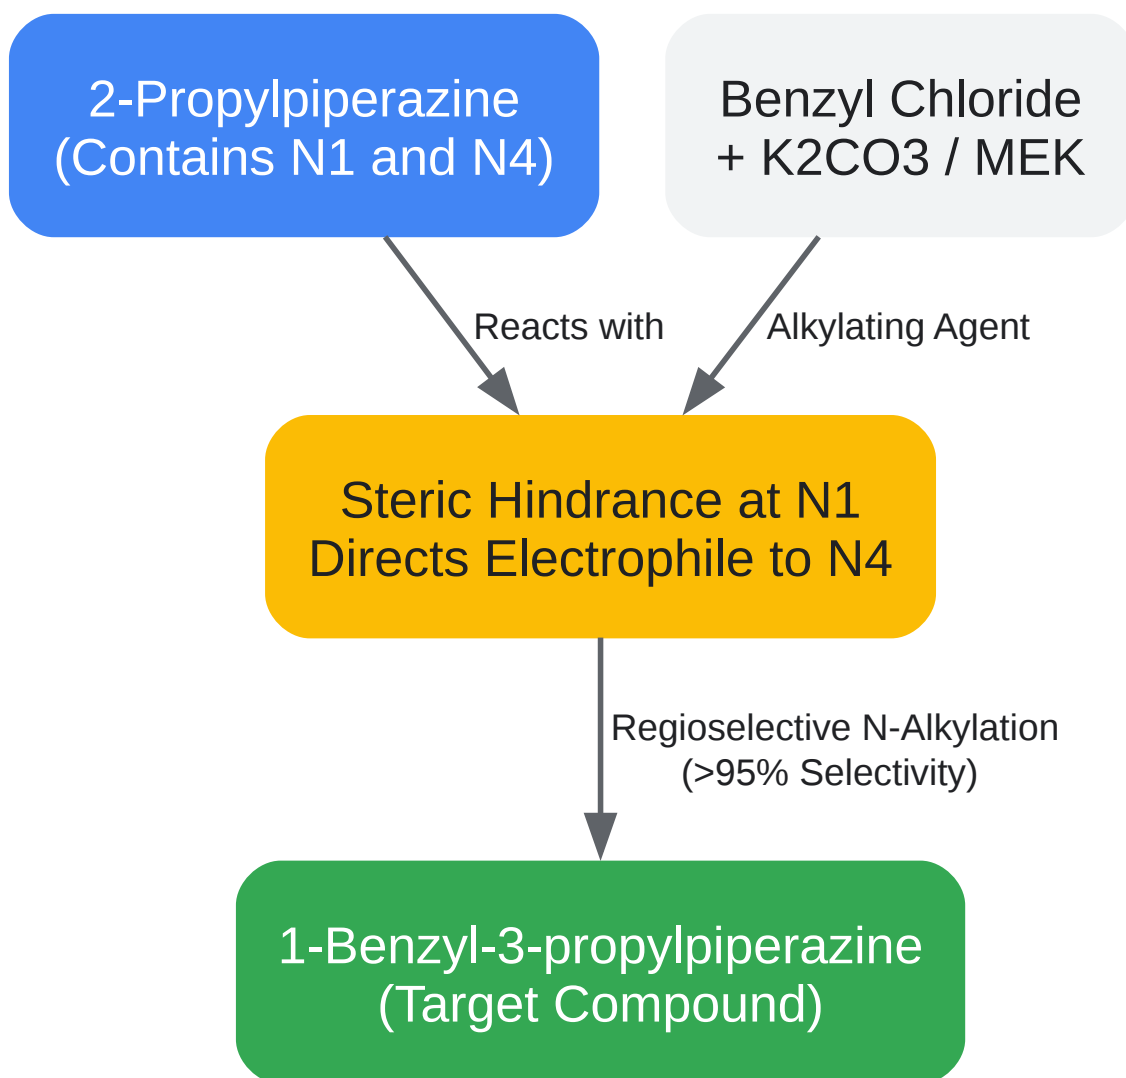 2-Propylpiperazine
(Contains N1 and N4)
Benzyl Chloride
+ K2CO3 / MEK
Reacts with
Alkylating Agent
Steric Hindrance at N1
Directs Electrophile to N4
Regioselective N-Alkylation
(>95% Selectivity)
1-Benzyl-3-propylpiperazine
(Target Compound)